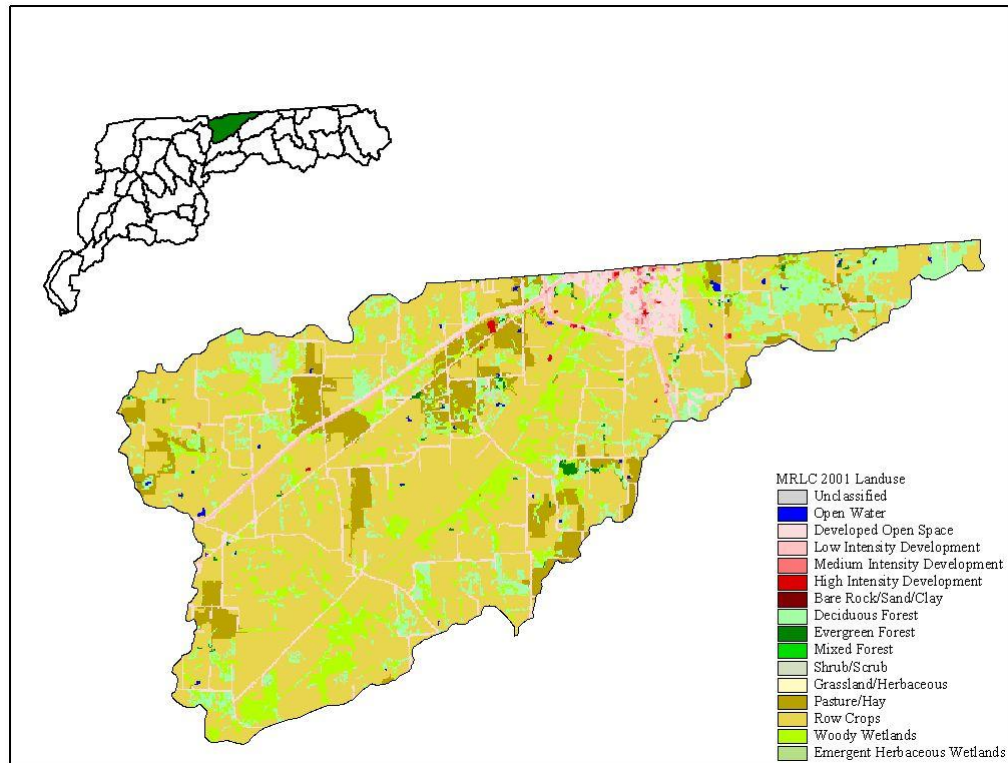 MRLC 2001 Landuse
Unclassified
Open Water
Developed Open Space
Low Intensity Development
Medium Intensity Development
High Intensity Development
Bare Rock/Sand/Clay
Deciduous Forest
Evergreen Forest
Mixed Forest
Shrub/Scrub
Grassland/Herbaceous
Pasture/Hay
Row Crops
Woody Wetlands
Emergent Herbaceous Wetlands